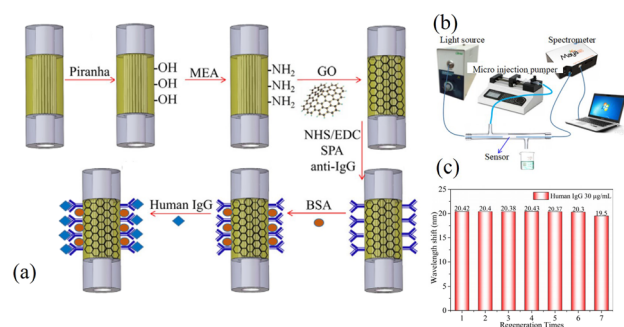 Piranha
-OH
-OH
-OH
MEA
-NH2
-NH2
-NH2
GO
NHS/EDC
SPA
anti-IgG
BSA
Human IgG
(a)
(b)
Light source
Micro injection pumper
Spectrometer
Sensor
(c)
Human IgG 30 μg/mL
Wavelength shift (nm)
25
20
15
10
5
0
20.47
20.4
20.38
20.43
20.37
20.3
19.5
1 2 3 4 5 6 7
Regeneration Times